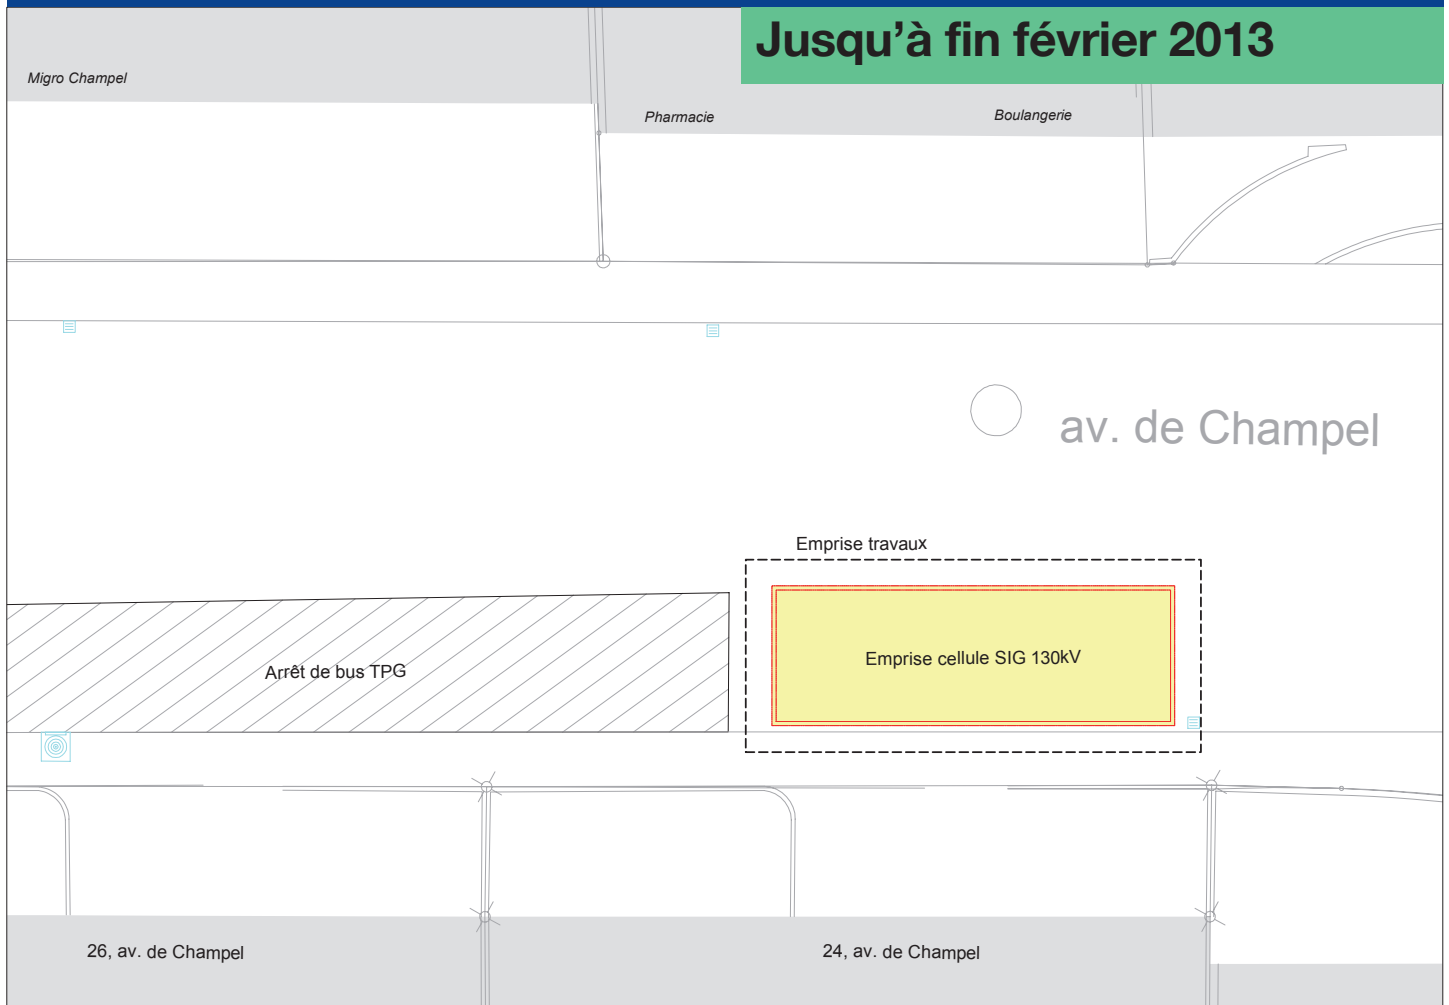 Jusqu'à fin février 2013
Migro Champel
Pharmacie
Boulangerie
av. de Champel
Emprise travaux
Arrêt de bus TPG
Emprise cellule SIG 130kV
26, av. de Champel
24, av. de Champel